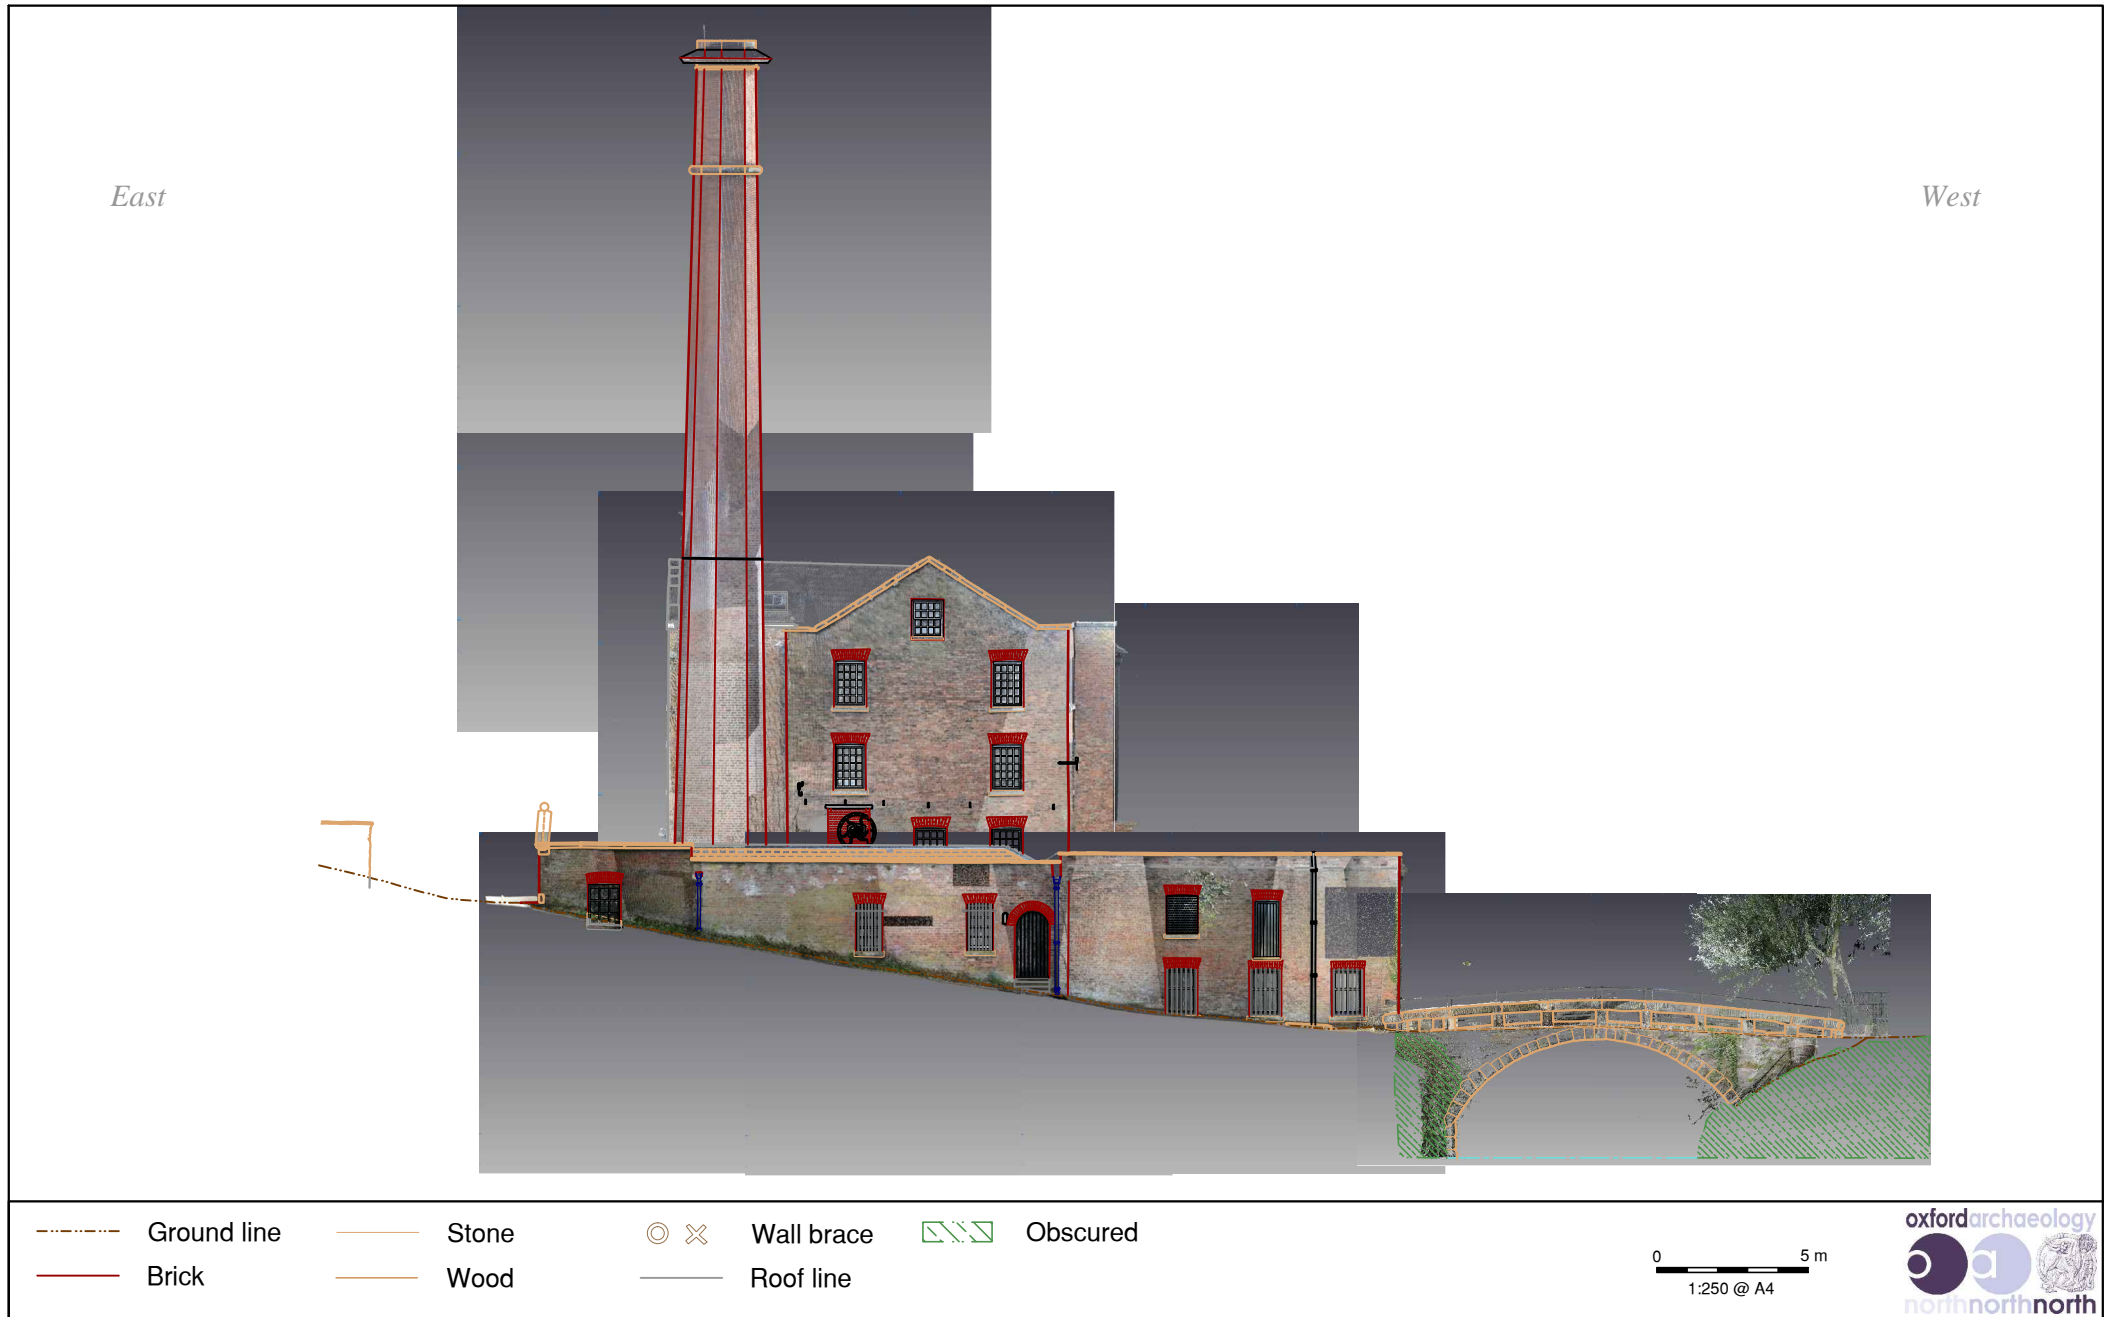 East
West
Ground line
Stone
Wall brace
Obscured
Brick
Wood
Roof line
0 5 m
1:250 @ A4
oxfordarchaeology
oa
northnorthnorth